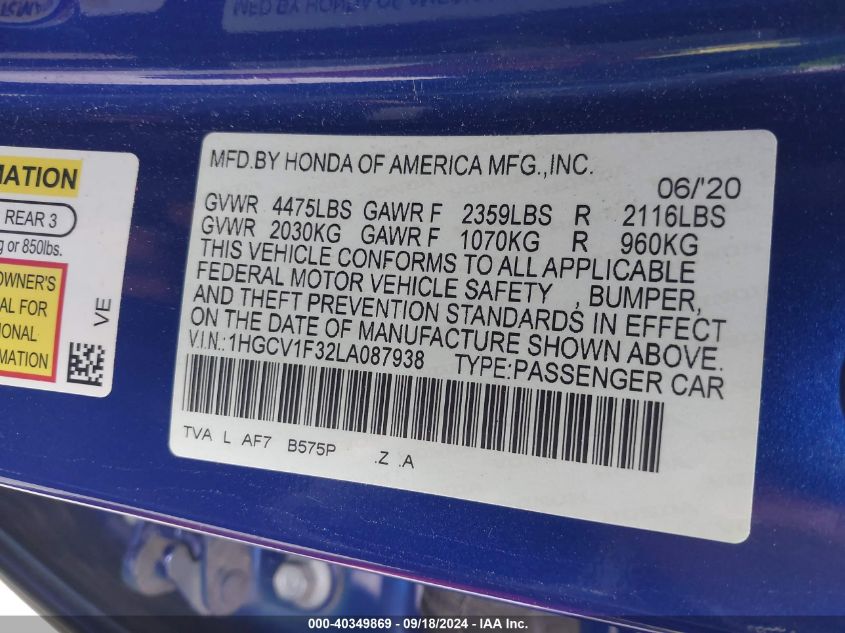 MFD.BY HONDA OF AMERICA MFG.,INC.
06/'20
GVWR 4475LBS GAWR F 2359LBS R 2116LBS
GVWR 2030KG GAWR F 1070KG R 960KG
THIS VEHICLE CONFORMS TO ALL APPLICABLE
FEDERAL MOTOR VEHICLE SAFETY , BUMPER,
AND THEFT PREVENTION STANDARDS IN EFFECT
ON THE DATE OF MANUFACTURE SHOWN ABOVE.
V.I.N.:1HGCV1F32LA087938 TYPE:PASSENGER CAR
TVA L AF7 B575P .Z .A
MATION
REAR 3
or 850lbs.
OWNER'S
AL FOR
ONAL
RMATION
VE
000-40349869 - 09/18/2024 - IAA Inc.